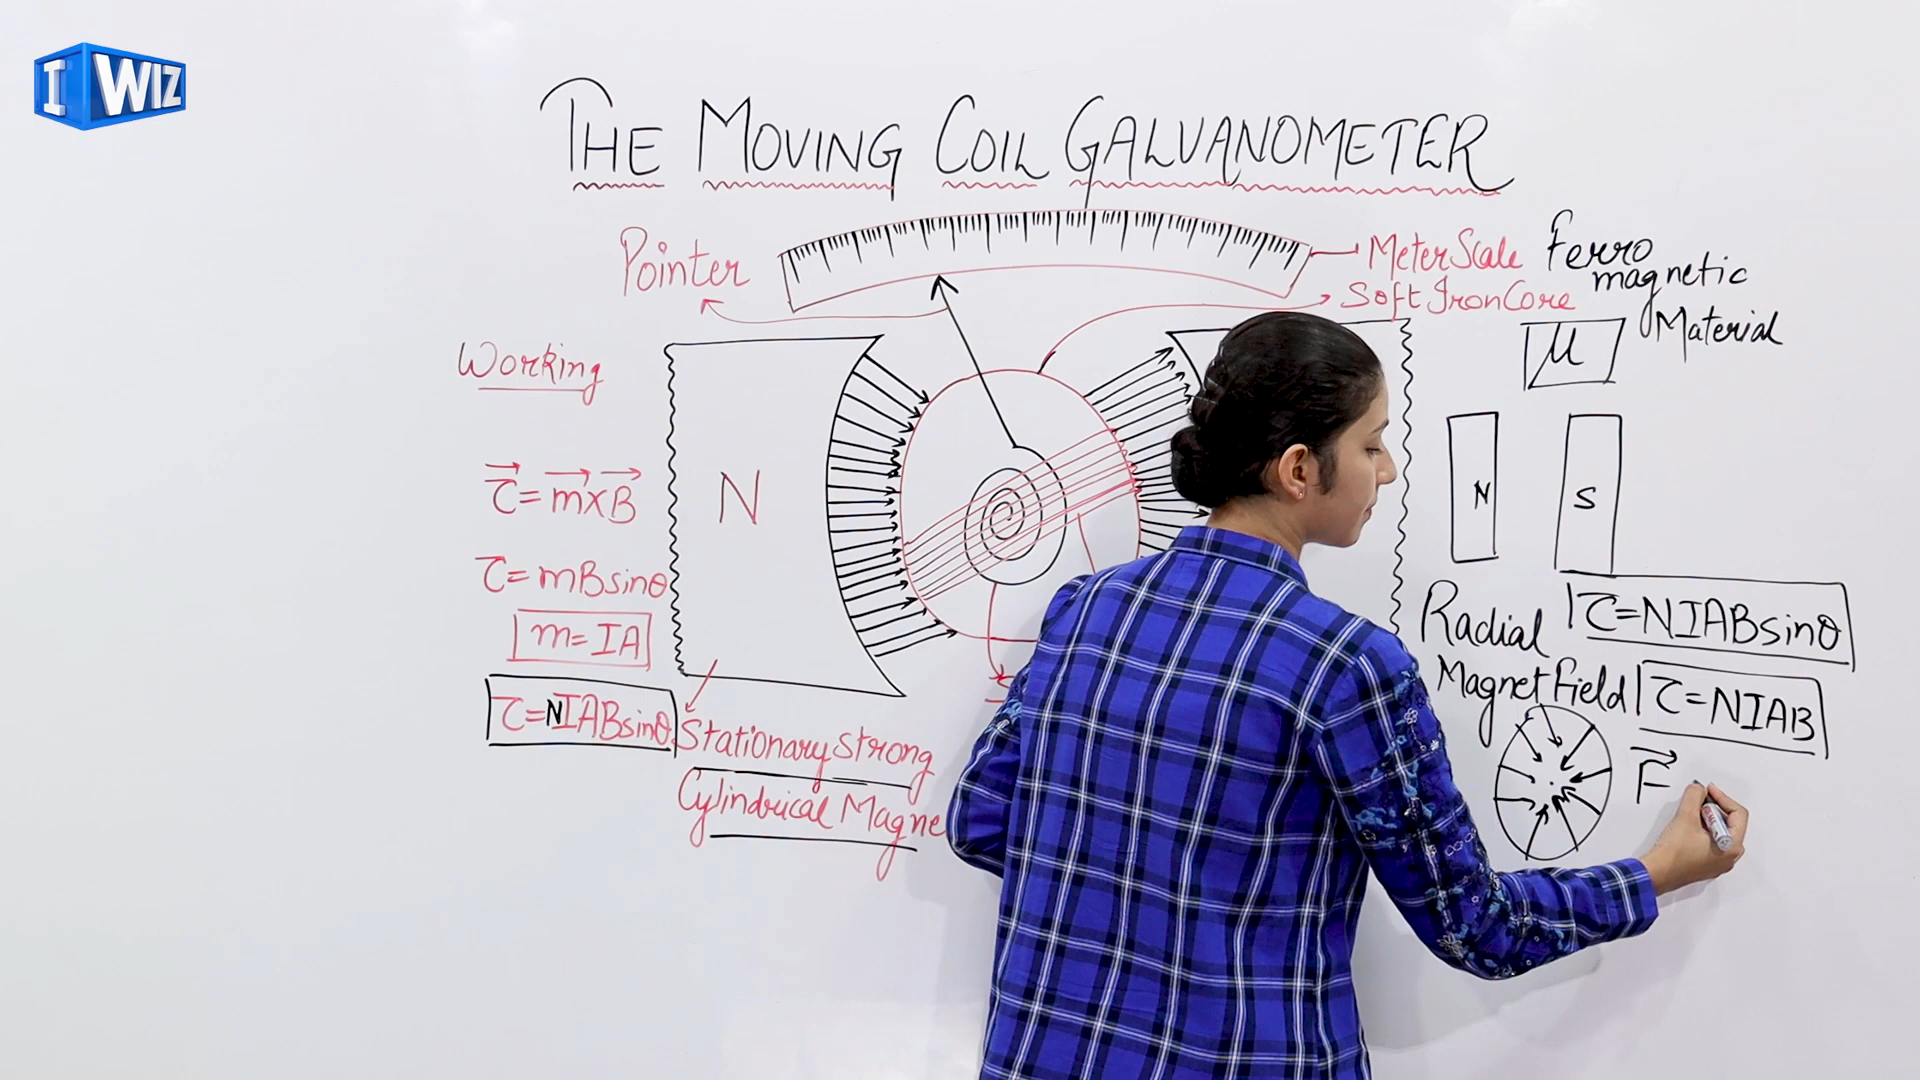 I WIZ
THE MOVING COIL GALVANOMETER
Pointer
Meter Scale
Soft Iron Core
Ferro
magnetic
Material
μ
Working
N
τ = m x B
τ = mBsinθ
m = IA
τ = NIABsinθ
Stationary strong
Cylindrical Magne
N
S
Radial
Magnet Field
τ = NIABsinθ
τ = NIAB
F